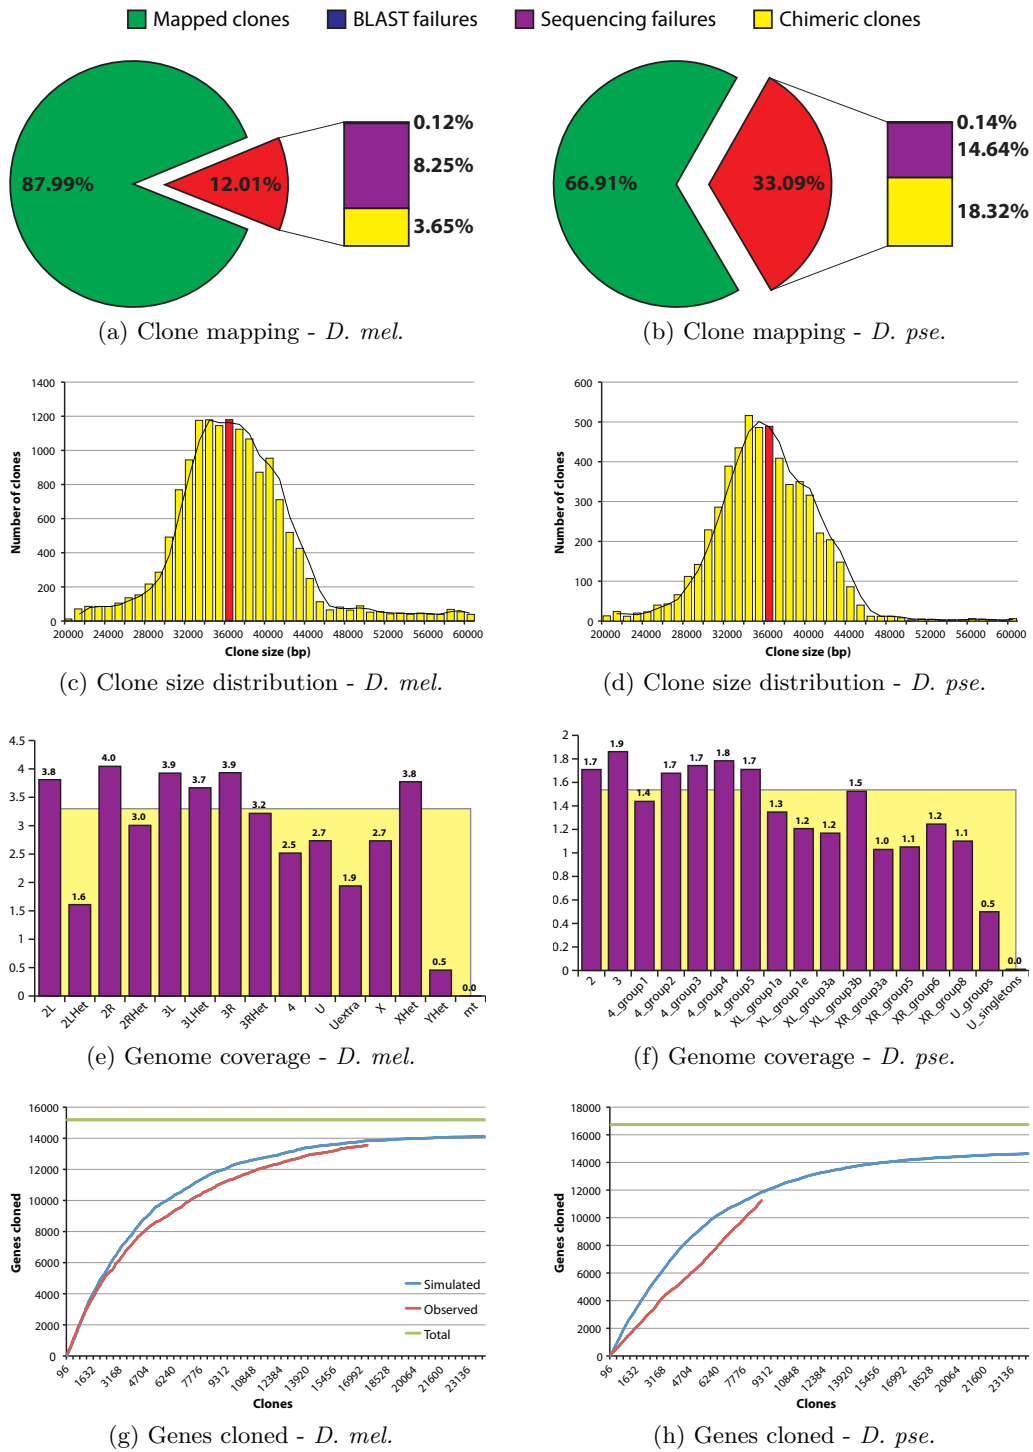 Mapped clones BLAST failures Sequencing failures Chimeric clones
87.99% 12.01% 0.12% 8.25% 3.65%
66.91% 33.09% 0.14% 14.64% 18.32%
(a) Clone mapping - D. mel.
(b) Clone mapping - D. pse.
Number of clones
1400
1200
1000
800
600
400
200
0
20000 24000 28000 32000 36000 40000 44000 48000 52000 56000 60000
Clone size (bp)
(c) Clone size distribution - D. mel.
Number of clones
600
500
400
300
200
100
0
20000 24000 28000 32000 36000 40000 44000 48000 52000 56000 60000
Clone size (bp)
(d) Clone size distribution - D. pse.
4.5
4
3.5
3
2.5
2
1.5
1
0.5
0
3.8 1.6 4.0 3.0 3.9 3.7 3.9 3.2 2.5 2.7 1.9 2.7 3.8 0.5 0.0
2L 2LHet 2R 2RHet 3L 3LHet 3R 3RHet 4 U Uextra X XHet YHet mt
(e) Genome coverage - D. mel.
2
1.8
1.6
1.4
1.2
1
0.8
0.6
0.4
0.2
0
1.7 1.9 1.4 1.7 1.7 1.8 1.7 1.3 1.2 1.2 1.5 1.0 1.1 1.2 1.1 0.5 0.0
2 3 4_group1 4_group2 4_group3 4_group4 4_group5 XL_group1a XL_group1e XL_group3a XL_group3b XR_group3a XR_group5 XR_group6 XR_group8 U_groups U_singletons
(f) Genome coverage - D. pse.
Genes cloned
16000
14000
12000
10000
8000
6000
4000
2000
0
Simulated
Observed
Total
96 1632 3168 4704 6240 7776 9312 10848 12384 13920 15456 16992 18528 20064 21600 23136
Clones
(g) Genes cloned - D. mel.
Genes cloned
18000
16000
14000
12000
10000
8000
6000
4000
2000
0
96 1632 3168 4704 6240 7776 9312 10848 12384 13920 15456 16992 18528 20064 21600 23136
Clones
(h) Genes cloned - D. pse.